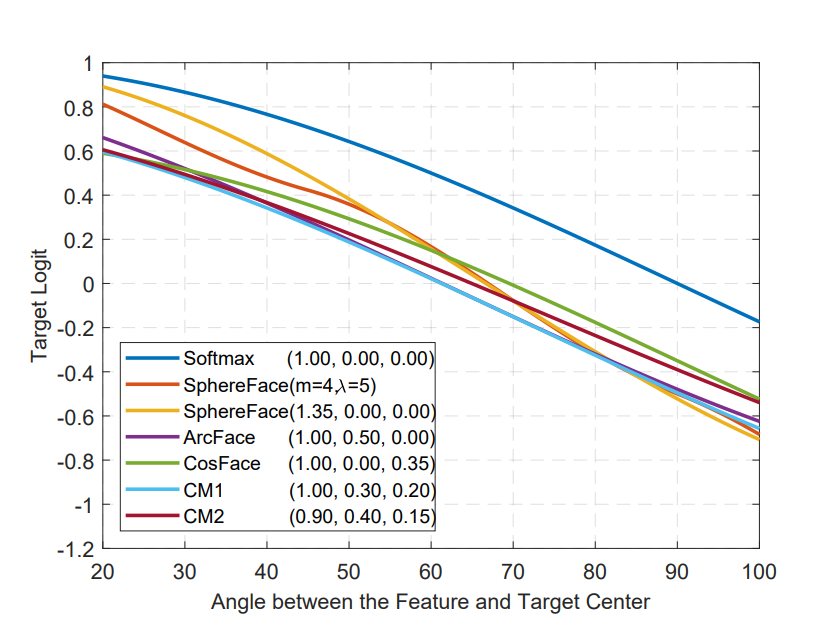 1
0.8
0.6
0.4
0.2
0
-0.2
-0.4
-0.6
-0.8
-1
-1.2
Target Logit
Softmax (1.00, 0.00, 0.00)
SphereFace(m=4,λ=5)
SphereFace(1.35, 0.00, 0.00)
ArcFace (1.00, 0.50, 0.00)
CosFace (1.00, 0.00, 0.35)
CM1 (1.00, 0.30, 0.20)
CM2 (0.90, 0.40, 0.15)
20 30 40 50 60 70 80 90 100
Angle between the Feature and Target Center